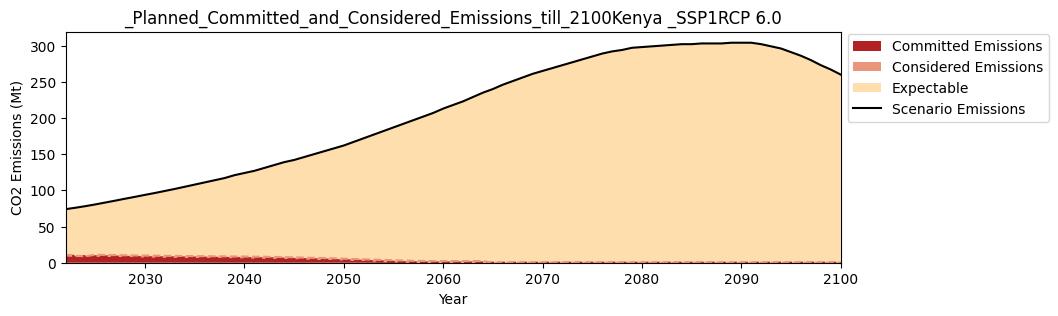 _Planned_Committed_and_Considered_Emissions_till_2100Kenya _SSP1RCP 6.0
300
250
200
150
100
50
0
CO2 Emissions (Mt)
2030 2040 2050 2060 2070 2080 2090 2100
Year
Committed Emissions
Considered Emissions
Expectable
Scenario Emissions